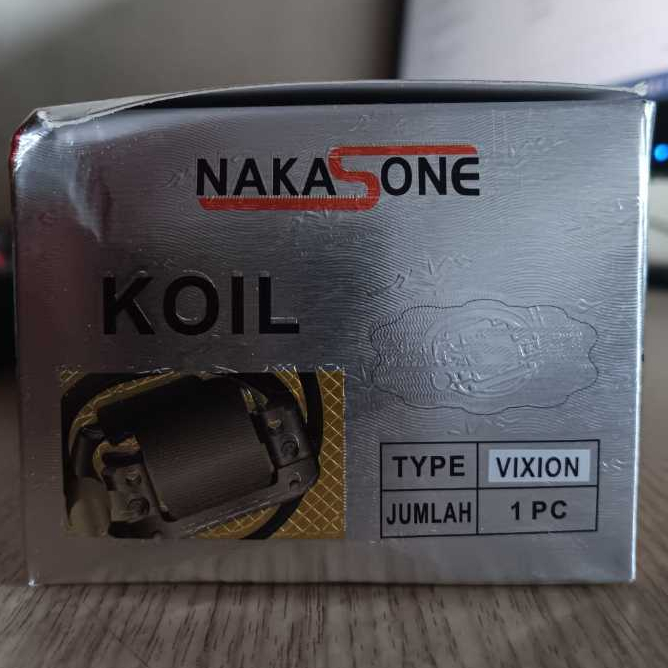 NAKASONE
KOIL
TYPE VIXION
JUMLAH 1 PC